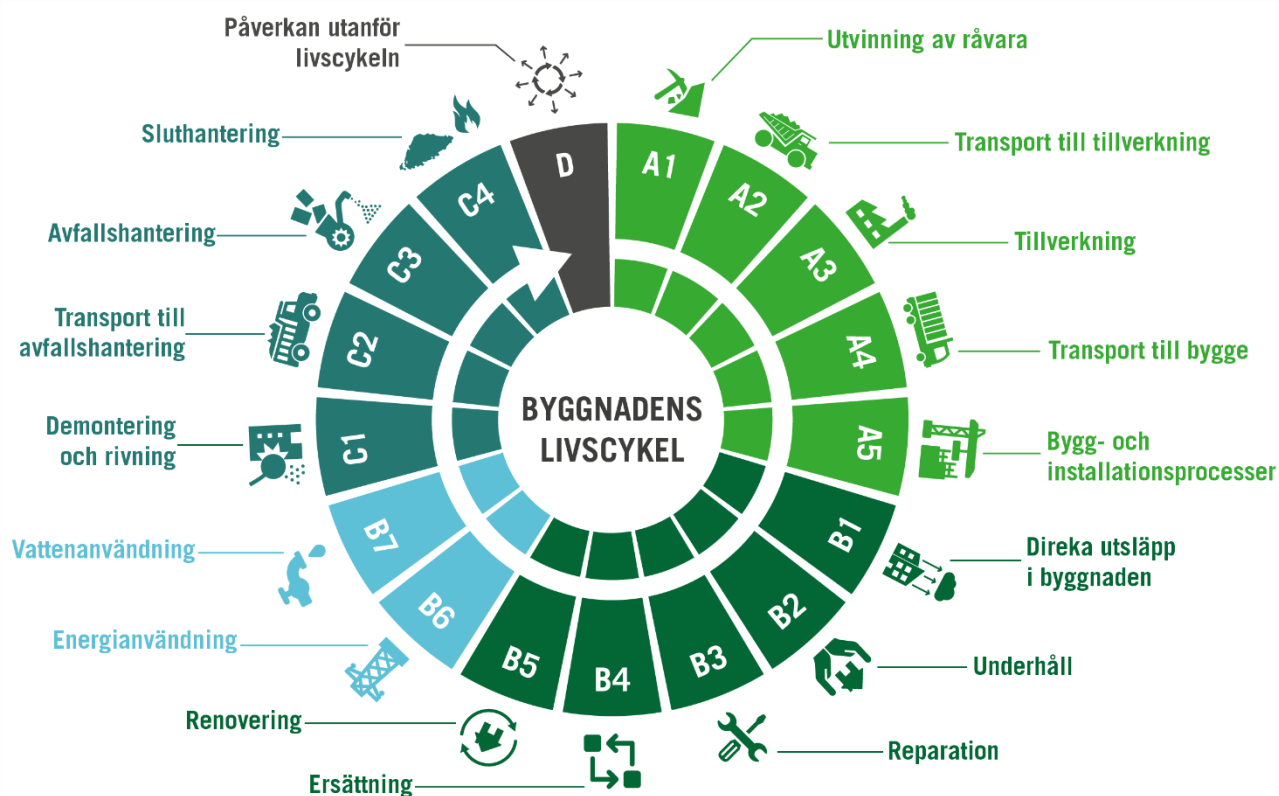 Påverkan utanför
livscykeln
Utvinning av råvara
Transport till tillverkning
Tillverkning
Transport till bygge
Bygg- och
installationsprocesser
Direka utsläpp
i byggnaden
Underhåll
Reparation
Ersättning
Renovering
Energianvändning
Vattenanvändning
Demontering
och rivning
Transport till
avfallshantering
Avfallshantering
Sluthantering
D
A1
A2
A3
A4
A5
B1
B2
B3
B4
B5
B6
B7
C1
C2
C3
C4
BYGGNADENS
LIVSCYKEL